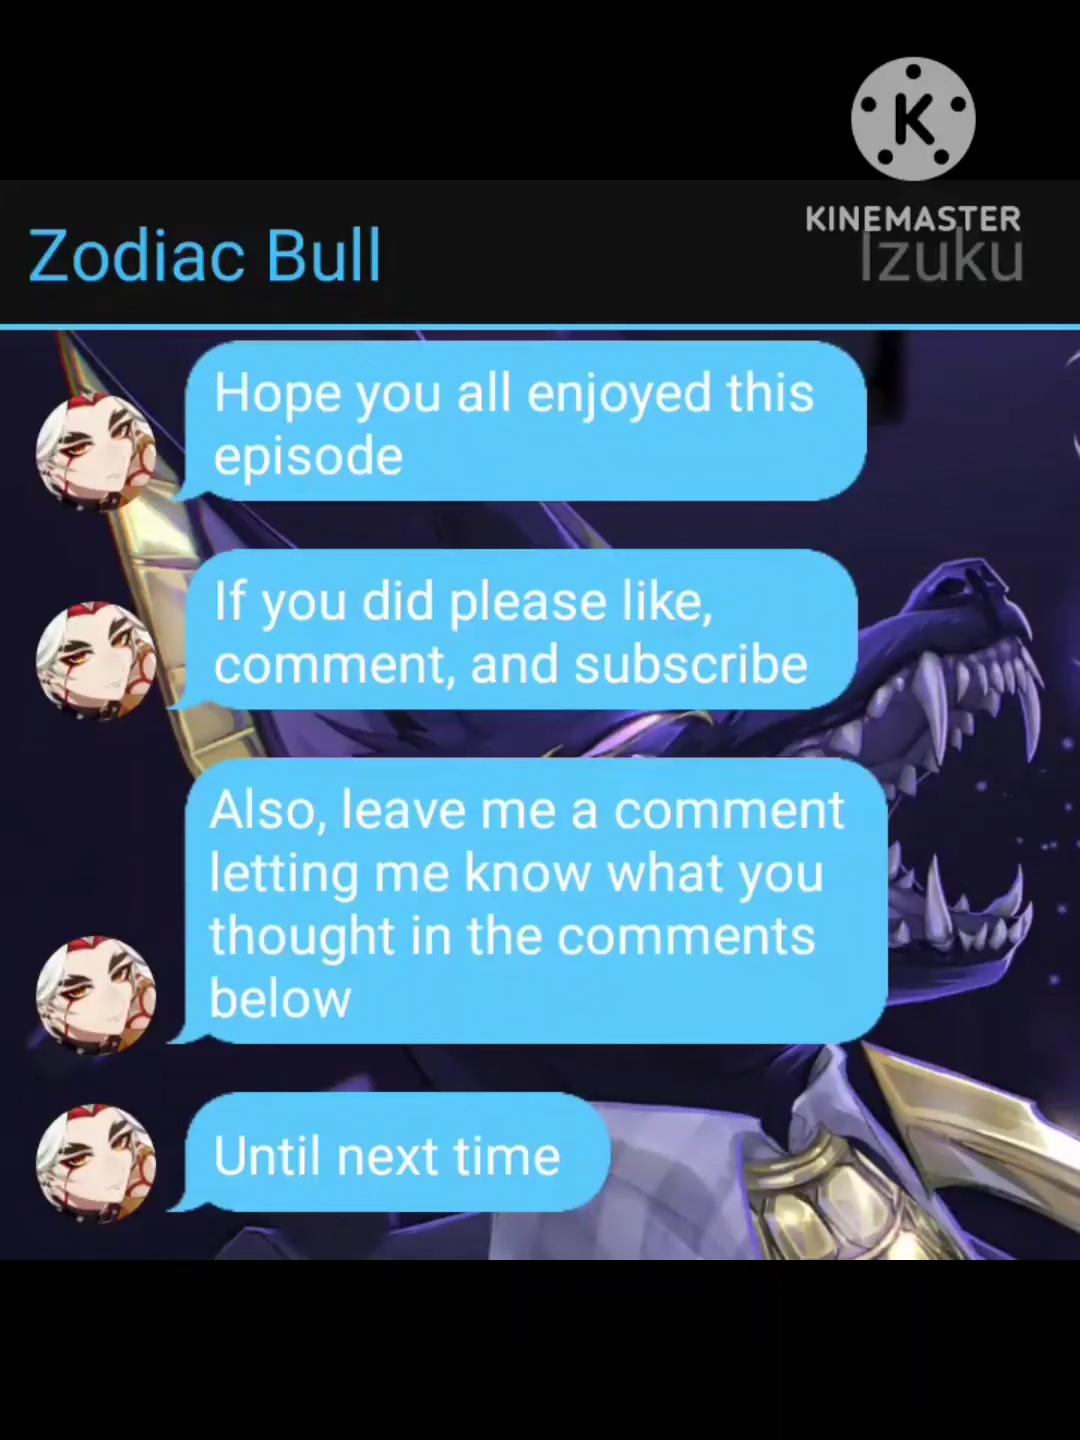 K
KINEMASTER
Zodiac Bull
Izuku
Hope you all enjoyed this
episode
If you did please like,
comment, and subscribe
Also, leave me a comment
letting me know what you
thought in the comments
below
Until next time